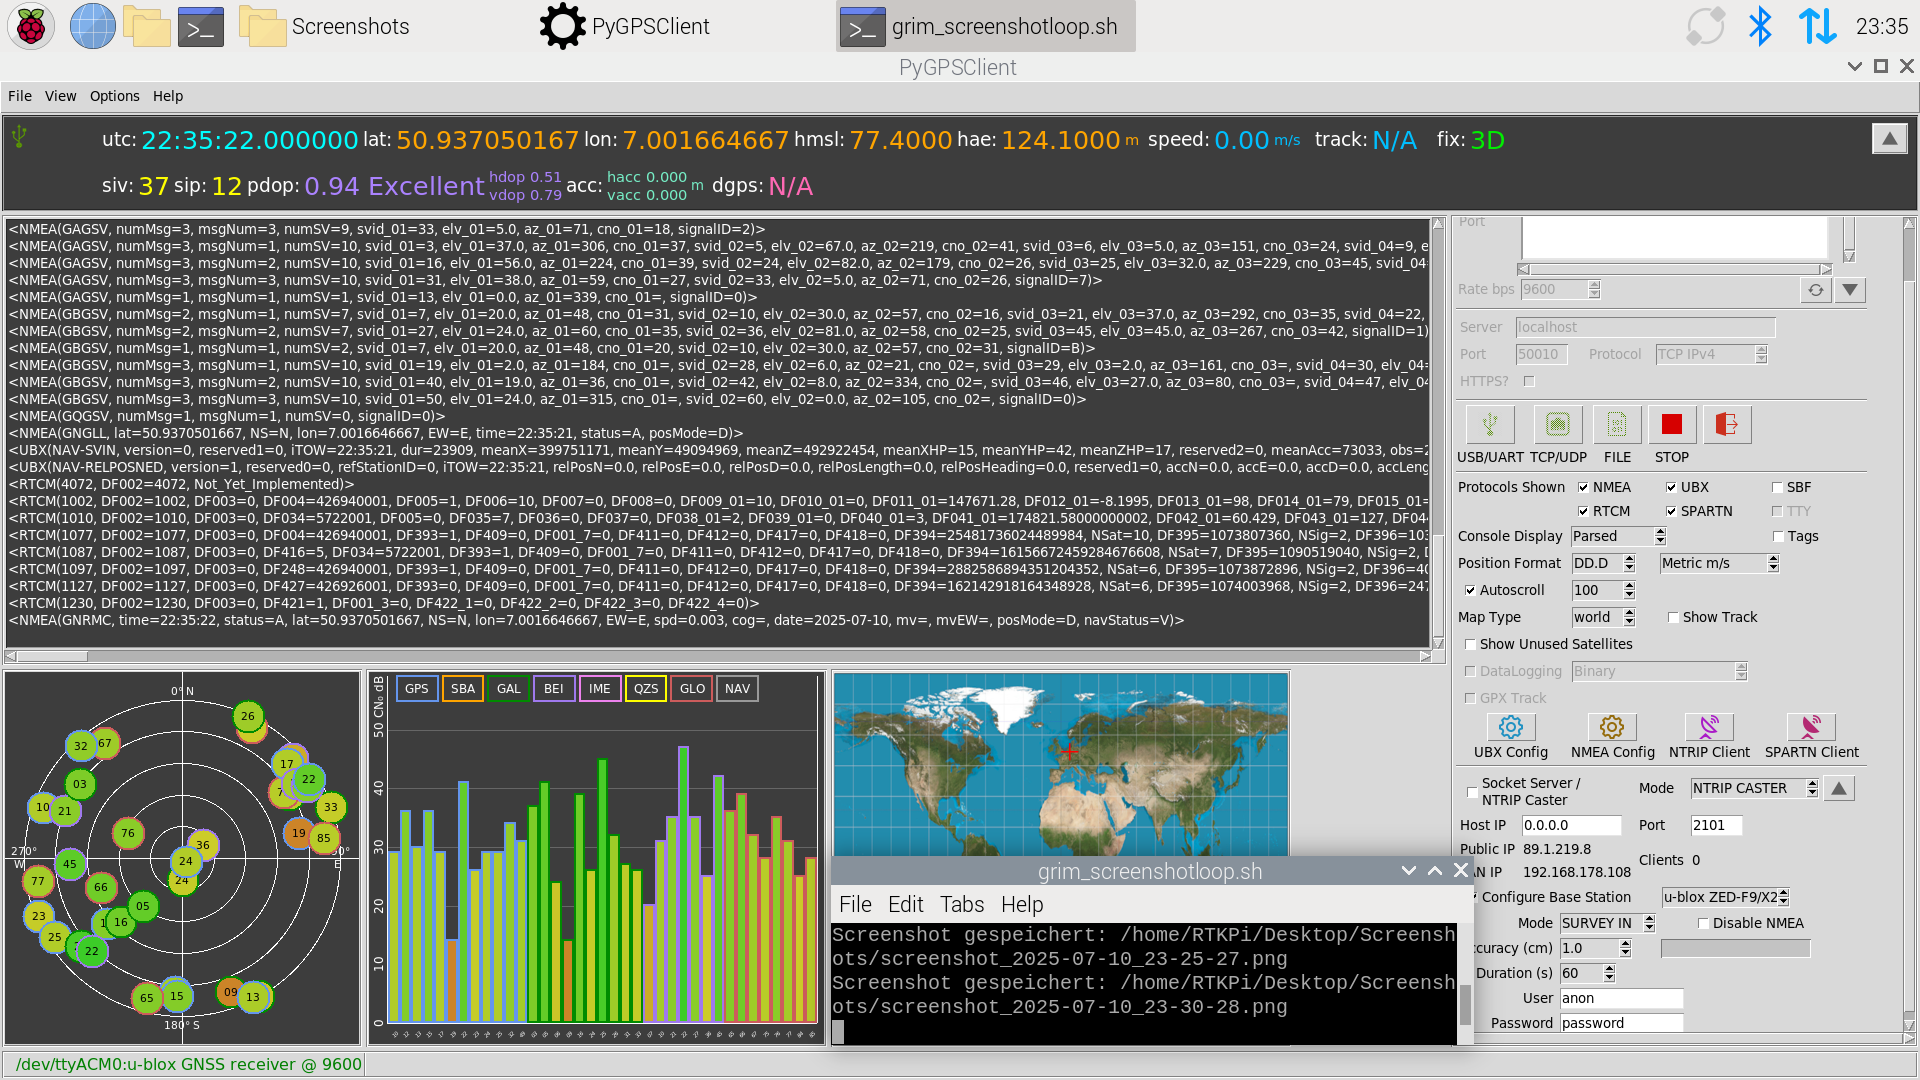 Screenshots
PyGPSClient
grim_screenshotloop.sh
23:35
PyGPSClient
File View Options Help
utc: 22:35:22.000000 lat: 50.937050167 lon: 7.001664667 hmsl: 77.4000 hae: 124.1000 m speed: 0.00 m/s track: N/A fix: 3D
siv: 37 sip: 12 pdop: 0.94 Excellent hdop 0.51 vdop 0.79 acc: hacc 0.000 vacc 0.000 m dgps: N/A
<NMEA(GAGSV, numMsg=3, msgNum=3, numSV=9, svid_01=33, elv_01=5.0, az_01=71, cno_01=18, signalID=2)>
<NMEA(GAGSV, numMsg=3, msgNum=1, numSV=10, svid_01=3, elv_01=37.0, az_01=306, cno_01=37, svid_02=5, elv_02=67.0, az_02=219, cno_02=41, svid_03=6, elv_03=5.0, az_03=151, cno_03=24, svid_04=9, e
<NMEA(GAGSV, numMsg=3, msgNum=2, numSV=10, svid_01=16, elv_01=56.0, az_01=224, cno_01=39, svid_02=24, elv_02=82.0, az_02=179, cno_02=26, svid_03=25, elv_03=32.0, az_03=229, cno_03=45, svid_04=
<NMEA(GAGSV, numMsg=3, msgNum=3, numSV=10, svid_01=31, elv_01=38.0, az_01=59, cno_01=27, svid_02=33, elv_02=5.0, az_02=71, cno_02=26, signalID=7)>
<NMEA(GAGSV, numMsg=1, msgNum=1, numSV=1, svid_01=13, elv_01=0.0, az_01=339, cno_01=, signalID=0)>
<NMEA(GBGSV, numMsg=2, msgNum=1, numSV=7, svid_01=7, elv_01=20.0, az_01=48, cno_01=31, svid_02=10, elv_02=30.0, az_02=57, cno_02=16, svid_03=21, elv_03=37.0, az_03=292, cno_03=35, svid_04=22,
<NMEA(GBGSV, numMsg=2, msgNum=2, numSV=7, svid_01=27, elv_01=24.0, az_01=60, cno_01=35, svid_02=36, elv_02=81.0, az_02=58, cno_02=25, svid_03=45, elv_03=45.0, az_03=267, cno_03=42, signalID=1)
<NMEA(GBGSV, numMsg=1, msgNum=1, numSV=2, svid_01=7, elv_01=20.0, az_01=48, cno_01=20, svid_02=10, elv_02=30.0, az_02=57, cno_02=31, signalID=B)>
<NMEA(GBGSV, numMsg=3, msgNum=1, numSV=10, svid_01=19, elv_01=2.0, az_01=184, cno_01=, svid_02=28, elv_02=6.0, az_02=21, cno_02=, svid_03=29, elv_03=2.0, az_03=161, cno_03=, svid_04=30, elv_04=
<NMEA(GBGSV, numMsg=3, msgNum=2, numSV=10, svid_01=40, elv_01=19.0, az_01=36, cno_01=, svid_02=42, elv_02=8.0, az_02=334, cno_02=, svid_03=46, elv_03=27.0, az_03=80, cno_03=, svid_04=47, elv_04
<NMEA(GBGSV, numMsg=3, msgNum=3, numSV=10, svid_01=50, elv_01=24.0, az_01=315, cno_01=, svid_02=60, elv_02=0.0, az_02=105, cno_02=, signalID=0)>
<NMEA(GQGSV, numMsg=1, msgNum=1, numSV=0, signalID=0)>
<NMEA(GNGLL, lat=50.9370501667, NS=N, lon=7.0016646667, EW=E, time=22:35:21, status=A, posMode=D)>
<UBX(NAV-SVIN, version=0, reserved1=0, iTOW=22:35:21, dur=23909, meanX=399751171, meanY=49094969, meanZ=492922454, meanXHP=15, meanYHP=42, meanZHP=17, reserved2=0, meanAcc=73033, obs=2
<UBX(NAV-RELPOSNED, version=1, reserved0=0, refStationID=0, iTOW=22:35:21, relPosN=0.0, relPosE=0.0, relPosD=0.0, relPosLength=0.0, relPosHeading=0.0, reserved1=0, accN=0.0, accE=0.0, accD=0.0, accLeng
<RTCM(4072, DF002=4072, Not_Yet_Implemented)>
<RTCM(1002, DF002=1002, DF003=0, DF004=426940001, DF005=1, DF006=10, DF007=0, DF008=0, DF009_01=10, DF010_01=0, DF011_01=147671.28, DF012_01=-8.1995, DF013_01=98, DF014_01=79, DF015_01=
<RTCM(1010, DF002=1010, DF003=0, DF034=5722001, DF005=0, DF035=7, DF036=0, DF037=0, DF038_01=2, DF039_01=0, DF040_01=3, DF041_01=174821.58000000002, DF042_01=60.429, DF043_01=127, DF04
<RTCM(1077, DF002=1077, DF003=0, DF004=426940001, DF393=1, DF409=0, DF001_7=0, DF411=0, DF412=0, DF417=0, DF418=0, DF394=25481736024489984, NSat=10, DF395=1073807360, NSig=2, DF396=103
<RTCM(1087, DF002=1087, DF003=0, DF416=5, DF034=5722001, DF393=1, DF409=0, DF001_7=0, DF411=0, DF412=0, DF417=0, DF418=0, DF394=16156672459284676608, NSat=7, DF395=1090519040, NSig=2, D
<RTCM(1097, DF002=1097, DF003=0, DF248=426940001, DF393=1, DF409=0, DF001_7=0, DF411=0, DF412=0, DF417=0, DF418=0, DF394=2882586894351204352, NSat=6, DF395=1073872896, NSig=2, DF396=40
<RTCM(1127, DF002=1127, DF003=0, DF427=426926001, DF393=0, DF409=0, DF001_7=0, DF411=0, DF412=0, DF417=0, DF418=0, DF394=162142918164348928, NSat=6, DF395=1074003968, NSig=2, DF396=247
<RTCM(1230, DF002=1230, DF003=0, DF421=1, DF001_3=0, DF422_1=0, DF422_2=0, DF422_3=0, DF422_4=0)>
<NMEA(GNRMC, time=22:35:22, status=A, lat=50.9370501667, NS=N, lon=7.0016646667, EW=E, spd=0.003, cog=, date=2025-07-10, mv=, mvEW=, posMode=D, navStatus=V)>
Port
Rate bps 9600
Server localhost
Port 50010 Protocol TCP IPv4
HTTPS?
USB/UART TCP/UDP FILE STOP
Protocols Shown NMEA UBX SBF
RTCM SPARTN TTY
Console Display Parsed Tags
Position Format DD.D Metric m/s
Autoscroll 100
Map Type world Show Track
Show Unused Satellites
DataLogging Binary
GPX Track
UBX Config NMEA Config NTRIP Client SPARTN Client
Socket Server /
NTRIP Caster
Mode NTRIP CASTER
Host IP 0.0.0.0 Port 2101
Public IP 89.1.219.8
Clients 0
AN IP 192.168.178.108
Configure Base Station u-blox ZED-F9/X2
Mode SURVEY IN Disable NMEA
ccuracy (cm) 1.0
Duration (s) 60
User anon
Password password
0° N
26
32 67
17
22
03
10 21
33
76
19 85
36
270°
W
E
45
24
24
77
66
05
23
16
25
22
65 15 09 13
180° S
GPS SBA GAL BEI IME QZS GLO NAV
50 CN₀ dB
40
30
20
10
0
grim_screenshotloop.sh
File Edit Tabs Help
Screenshot gespeichert: /home/RTKPi/Desktop/Screensh
ots/screenshot_2025-07-10_23-25-27.png
Screenshot gespeichert: /home/RTKPi/Desktop/Screensh
ots/screenshot_2025-07-10_23-30-28.png
/dev/ttyACM0:u-blox GNSS receiver @ 9600